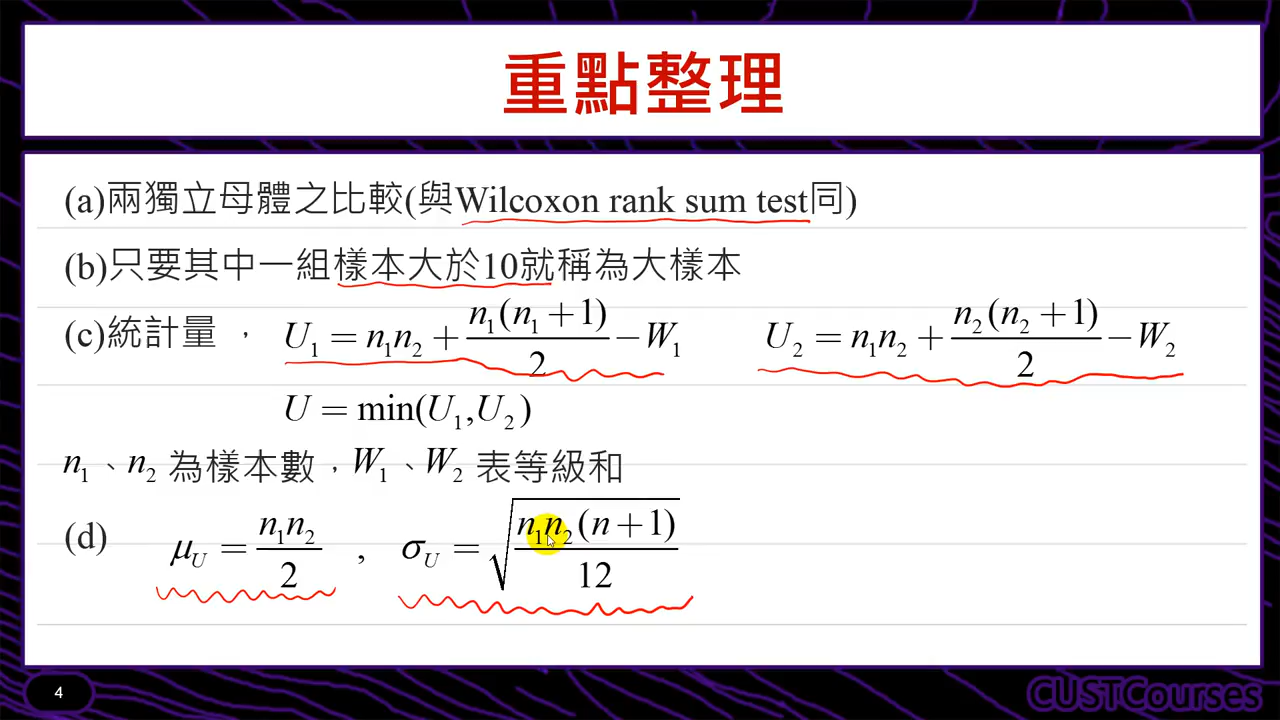 重點整理
(a)兩獨立母體之比較(與Wilcoxon rank sum test同)
(b)只要其中一組樣本大於10就稱為大樣本
(c)統計量， U₁ = n₁n₂ + n₁(n₁+1)/2 − W₁  U₂ = n₁n₂ + n₂(n₂+1)/2 − W₂
U = min(U₁,U₂)
n₁、n₂ 為樣本數，W₁、W₂ 表等級和
(d) μ_U = n₁n₂/2 , σ_U = √(n₁n₂(n+1)/12)
4
CUSTCourses